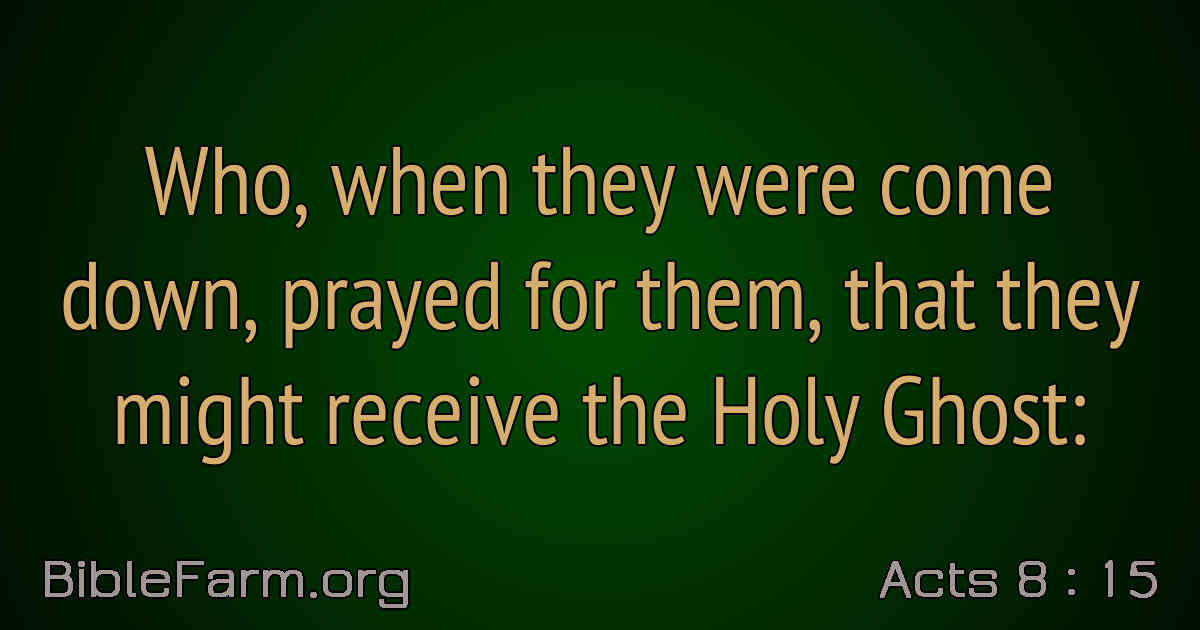 Who, when they were come
down, prayed for them, that they
might receive the Holy Ghost:
BibleFarm.org
Acts 8 : 15